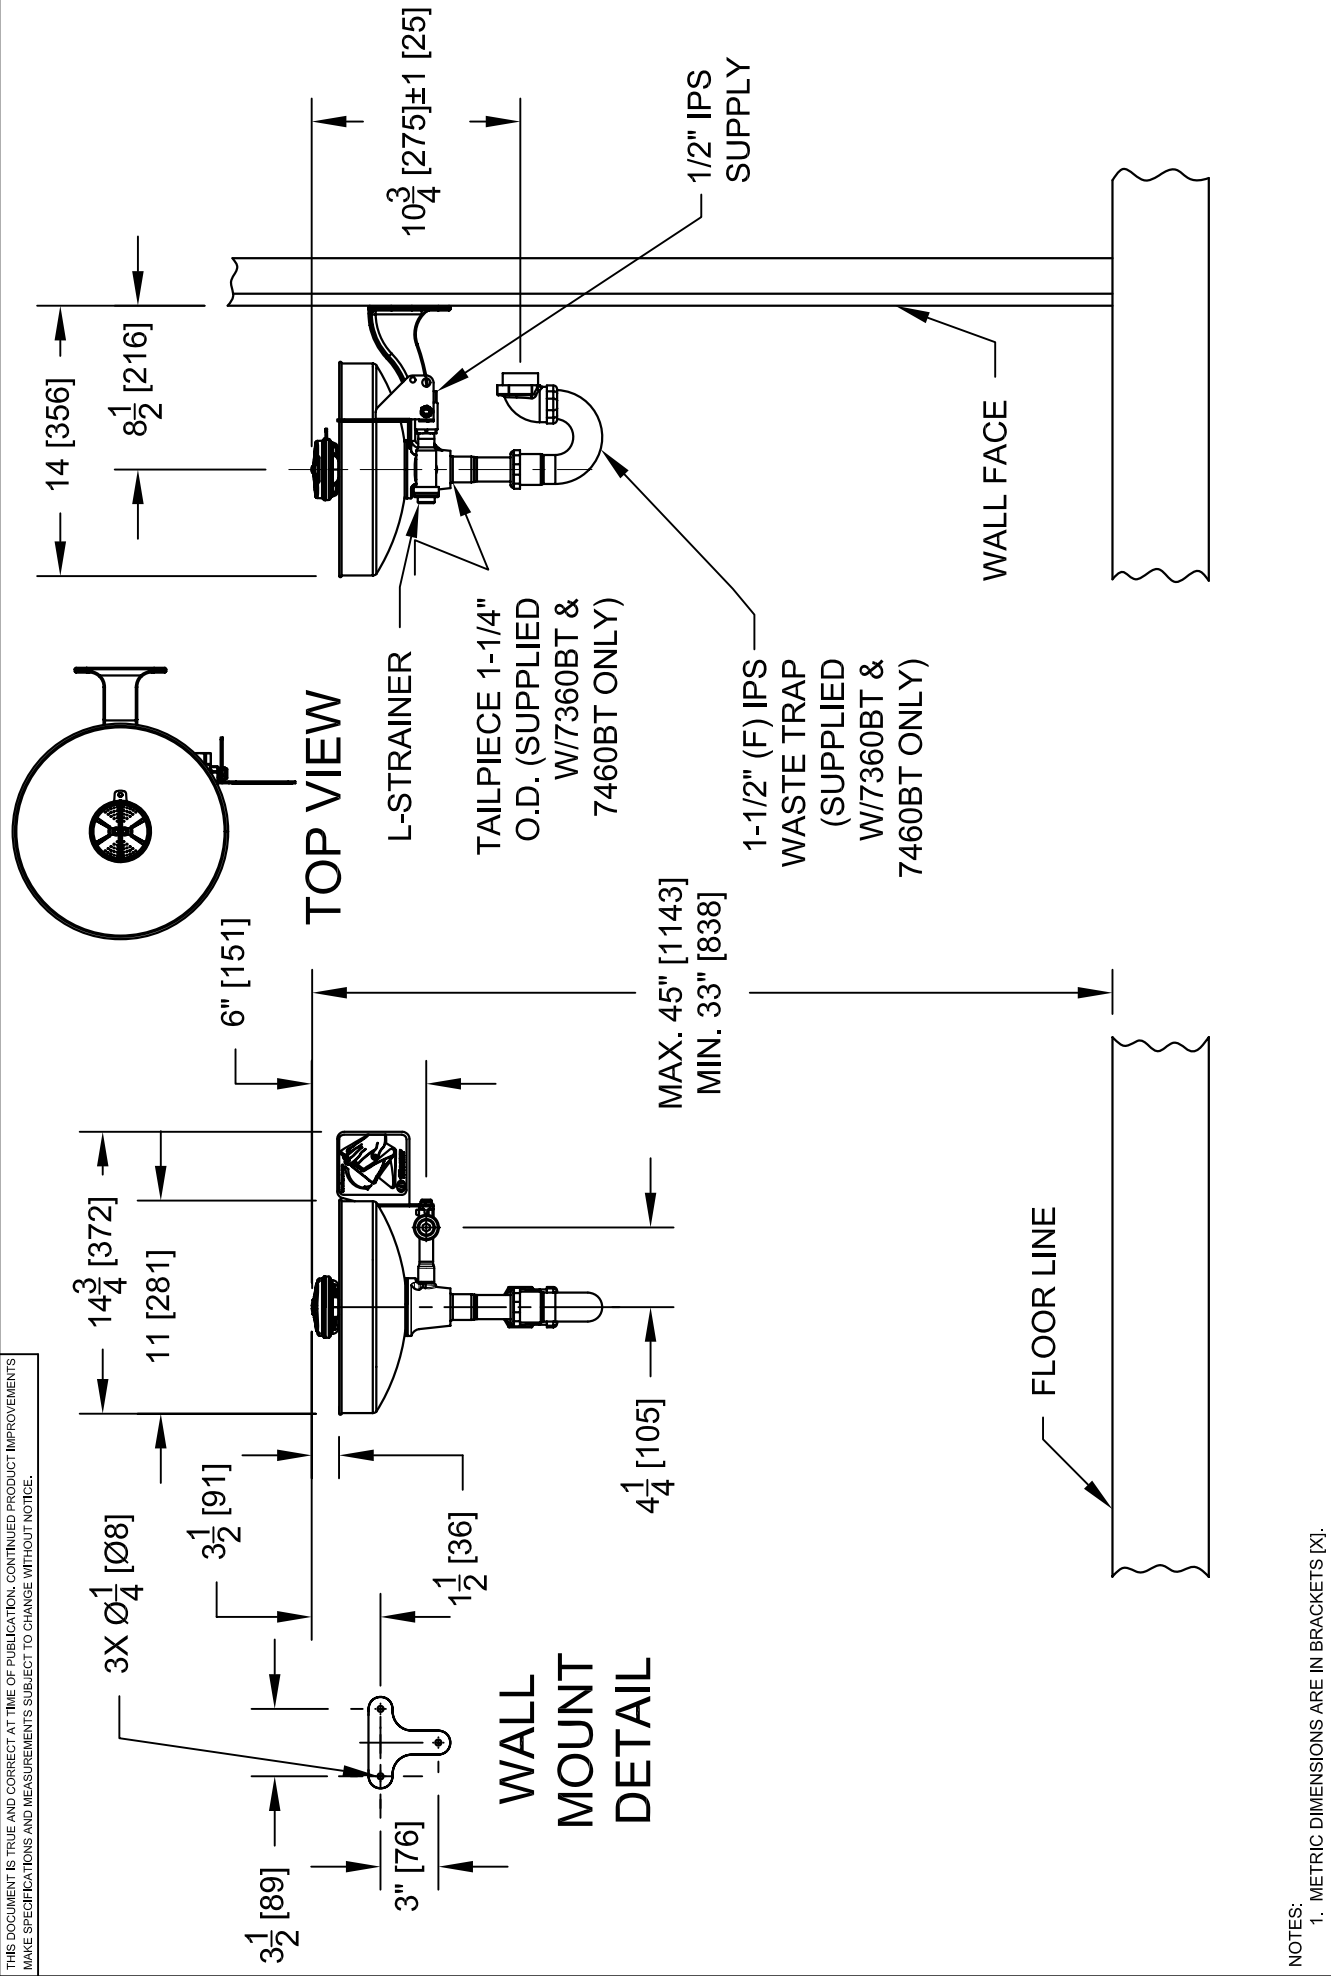 THIS DOCUMENT IS TRUE AND CORRECT AT TIME OF PUBLICATION. CONTINUED PRODUCT IMPROVEMENTS
MAKE SPECIFICATIONS AND MEASUREMENTS SUBJECT TO CHANGE WITHOUT NOTICE.
14 3/4 [372]
11 [281]
3X Ø1/4 [Ø8]
3 1/2 [91]
3 1/2 [89]
3" [76]
1 1/2 [36]
WALL
MOUNT
DETAIL
6" [151]
4 1/4 [105]
MAX. 45" [1143]
MIN. 33" [838]
FLOOR LINE
TOP VIEW
14 [356]
8 1/2 [216]
10 3/4 [275]±1 [25]
L-STRAINER
TAILPIECE 1-1/4"
O.D. (SUPPLIED
W/7360BT &
7460BT ONLY)
1-1/2" (F) IPS
WASTE TRAP
(SUPPLIED
W/7360BT &
7460BT ONLY)
1/2" IPS
SUPPLY
WALL FACE
NOTES:
1. METRIC DIMENSIONS ARE IN BRACKETS [X].